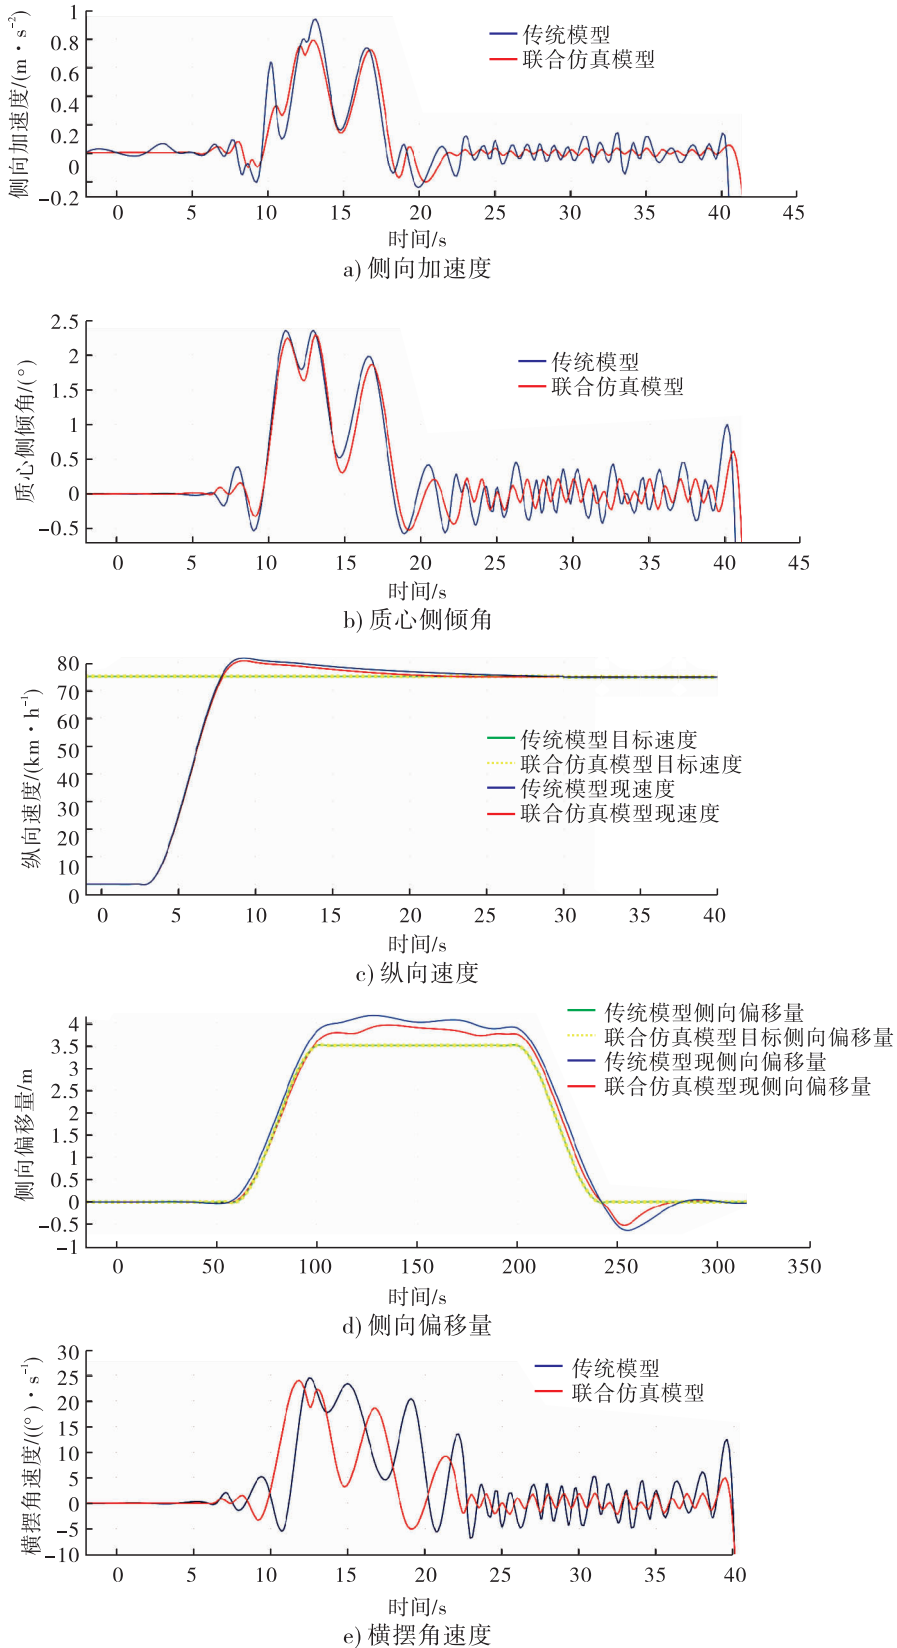 侧向加速度/(m·s⁻²)
1
0.8
0.6
0.4
0.2
0
-0.2
传统模型
联合仿真模型
0 5 10 15 20 25 30 35 40 45
时间/s
a) 侧向加速度
质心侧倾角/(°)
2.5
2
1.5
1
0.5
0
-0.5
传统模型
联合仿真模型
0 5 10 15 20 25 30 35 40 45
时间/s
b) 质心侧倾角
纵向速度/(km·h⁻¹)
80
70
60
50
40
30
20
10
0
传统模型目标速度
联合仿真模型目标速度
传统模型现速度
联合仿真模型现速度
0 5 10 15 20 25 30 35 40
时间/s
c) 纵向速度
侧向偏移量/m
4
3.5
3
2.5
2
1.5
1
0.5
0
-0.5
-1
传统模型侧向偏移量
联合仿真模型目标侧向偏移量
传统模型现侧向偏移量
联合仿真模型现侧向偏移量
0 50 100 150 200 250 300 350
时间/s
d) 侧向偏移量
横摆角速度/((°)·s⁻¹)
30
25
20
15
10
5
0
-5
-10
传统模型
联合仿真模型
0 5 10 15 20 25 30 35 40
时间/s
e) 横摆角速度